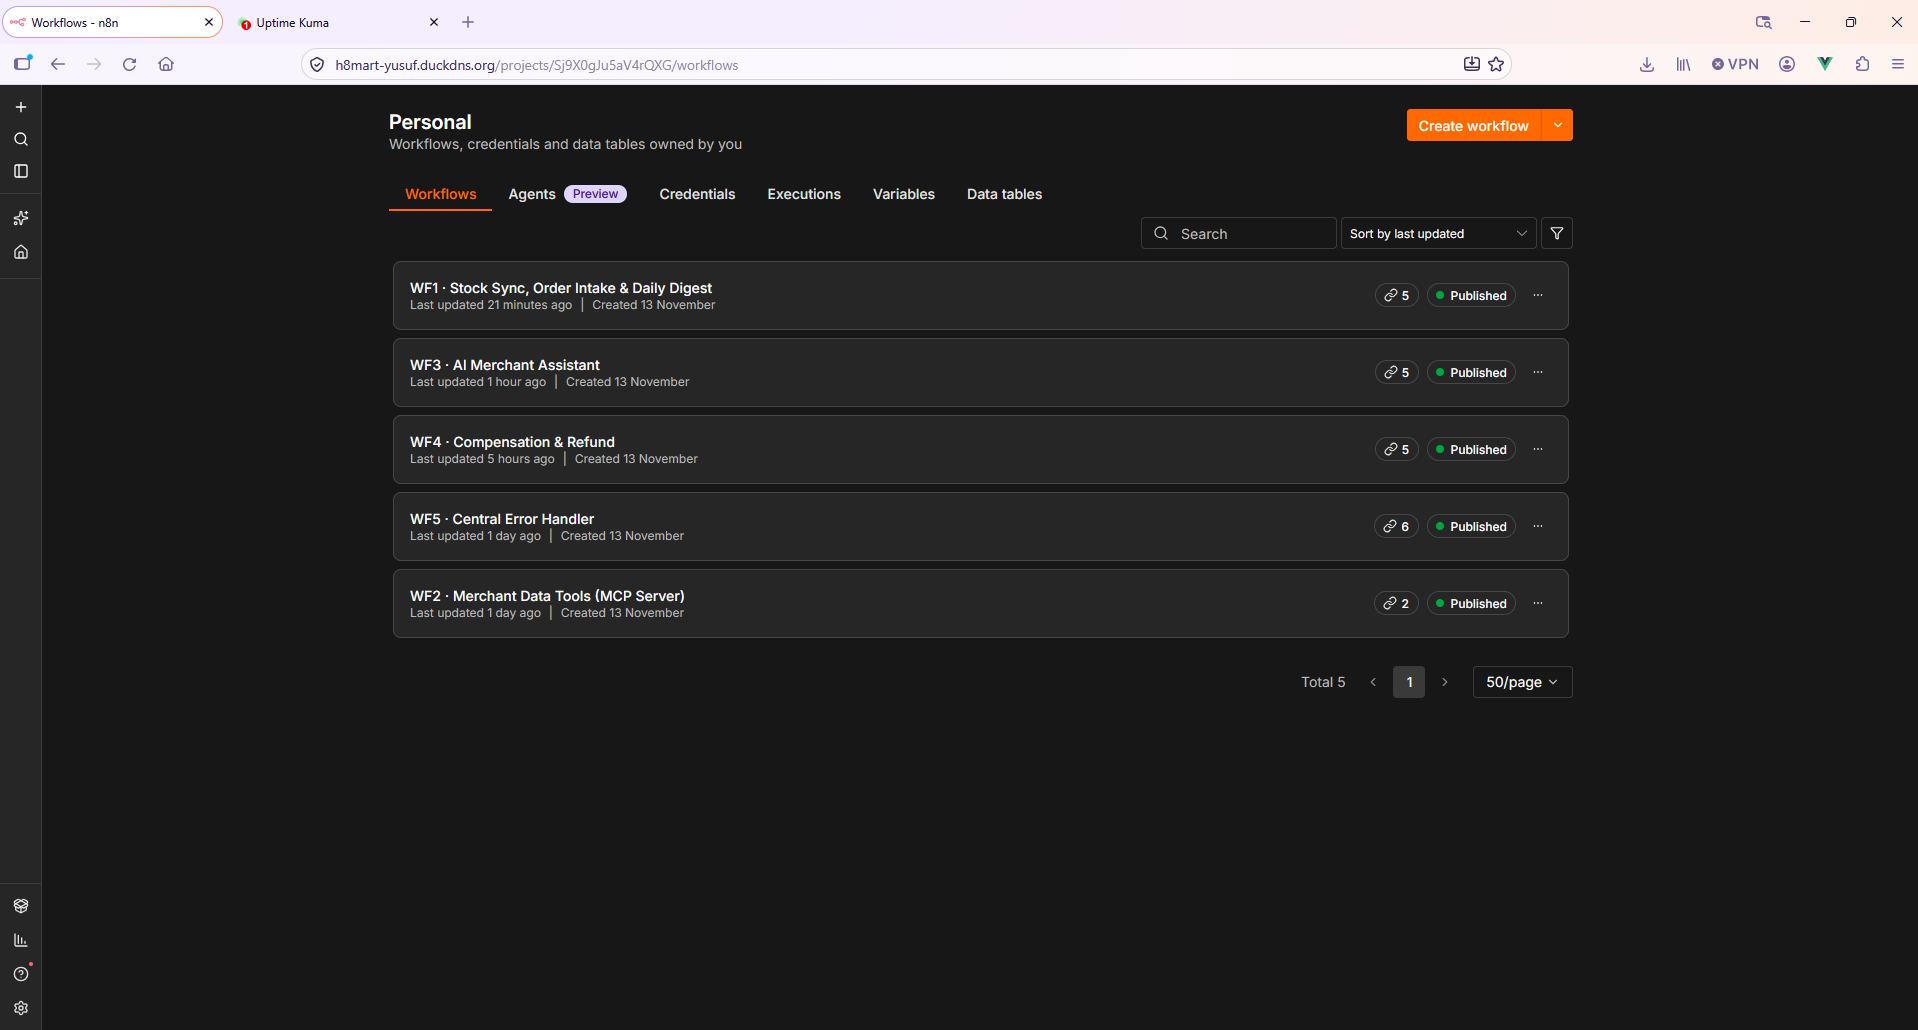 Workflows - n8n
1 Uptime Kuma
h8mart-yusuf.duckdns.org/projects/Sj9X0gJu5aV4rQXG/workflows
VPN
Personal
Workflows, credentials and data tables owned by you
Create workflow
Workflows Agents Preview Credentials Executions Variables Data tables
Search Sort by last updated
WF1 · Stock Sync, Order Intake & Daily Digest
Last updated 21 minutes ago | Created 13 November
5 Published
WF3 · AI Merchant Assistant
Last updated 1 hour ago | Created 13 November
5 Published
WF4 · Compensation & Refund
Last updated 5 hours ago | Created 13 November
5 Published
WF5 · Central Error Handler
Last updated 1 day ago | Created 13 November
6 Published
WF2 · Merchant Data Tools (MCP Server)
Last updated 1 day ago | Created 13 November
2 Published
Total 5 1 50/page